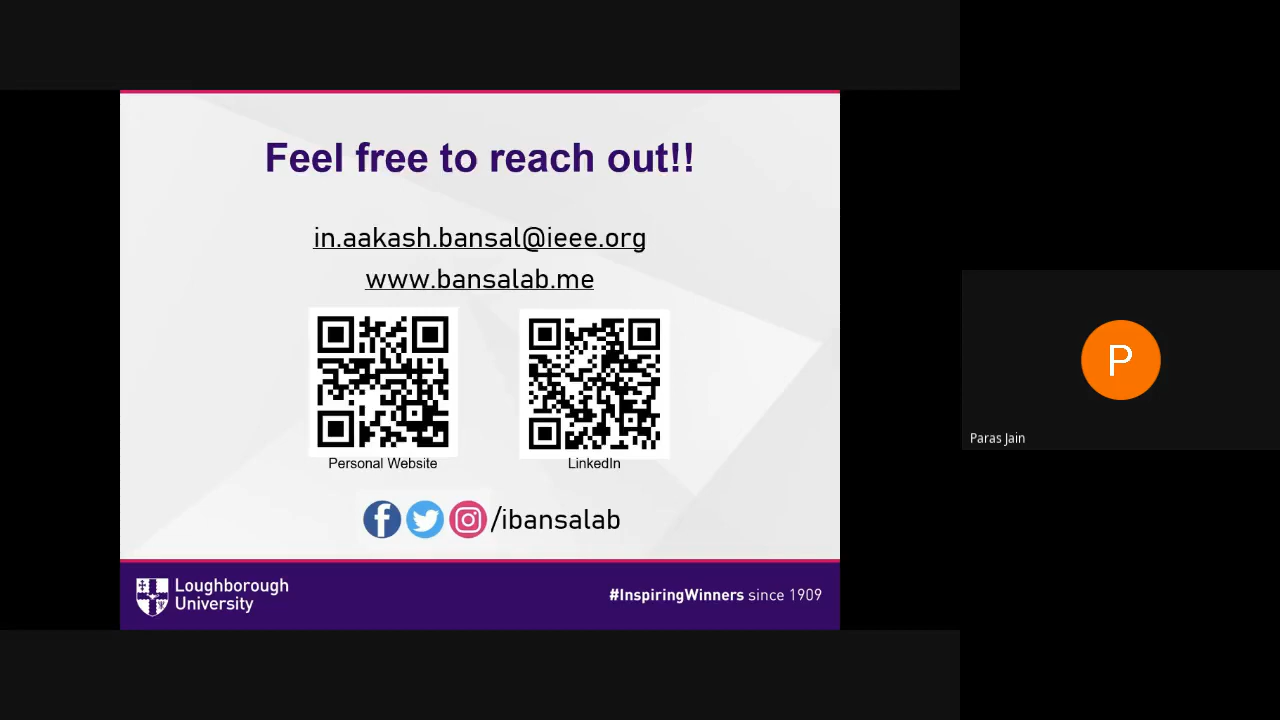 Feel free to reach out!!
in.aakash.bansal@ieee.org
www.bansalab.me
Personal Website
LinkedIn
/ibansalab
Loughborough
University
#InspiringWinners since 1909
P
Paras Jain